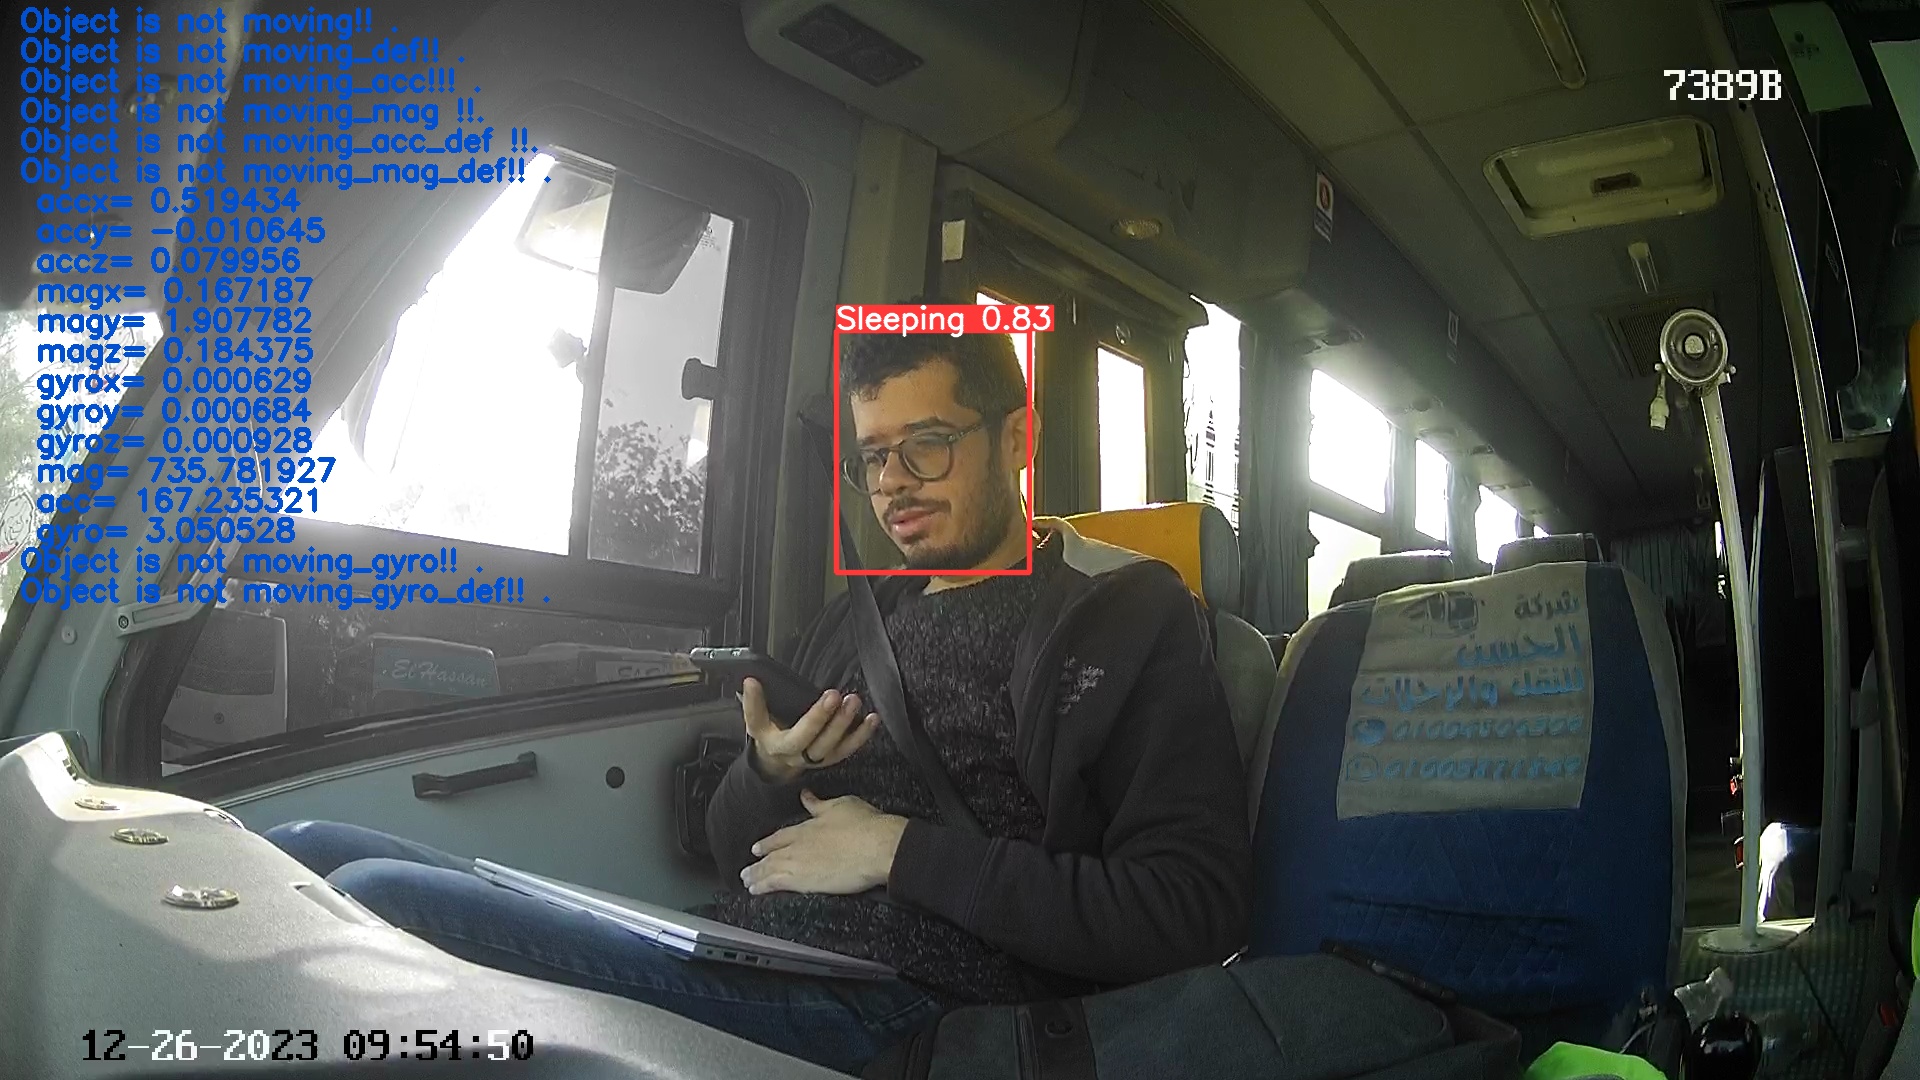 Object is not moving!! .
Object is not moving_def!! .
Object is not moving_acc!!! .
Object is not moving_mag !!.
Object is not moving_acc_def !!.
Object is not moving_mag_def!! .
accx= 0.519434
accy= -0.010645
accz= 0.079956
magx= 0.167187
magy= 1.907782
magz= 0.184375
gyrox= 0.000629
gyroy= 0.000684
gyroz= 0.000928
mag= 735.781927
acc= 167.235321
gyro= 3.050528
Object is not moving_gyro!! .
Object is not moving_gyro_def!! .
7389B
Sleeping 0.83
El Hassan
شركة
الحسن
للنقل والرحلات
12-26-2023 09:54:50